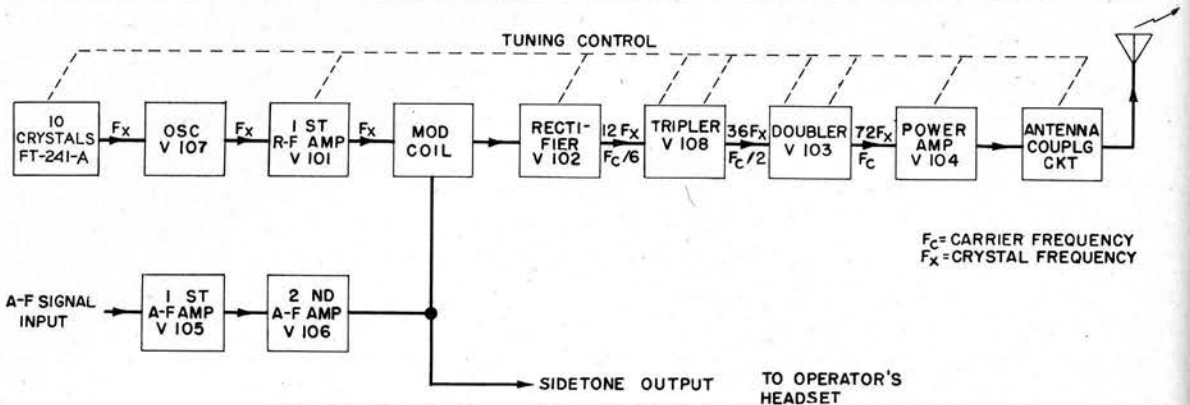 TUNING CONTROL
10
CRYSTALS
FT-241-A
Fx
OSC
V 107
Fx
1 ST
R-F AMP
V 101
Fx
MOD
COIL
RECTI-
FIER
V 102
12 Fx
Fc/6
TRIPLER
V 108
36Fx
Fc/2
DOUBLER
V 103
72Fx
Fc
POWER
AMP
V 104
ANTENNA
COUPLG
CKT
Fc=CARRIER FREQUENCY
Fx=CRYSTAL FREQUENCY
A-F SIGNAL
INPUT
1 ST
A-F AMP
V 105
2 ND
A-F AMP
V 106
SIDETONE OUTPUT
TO OPERATOR'S
HEADSET